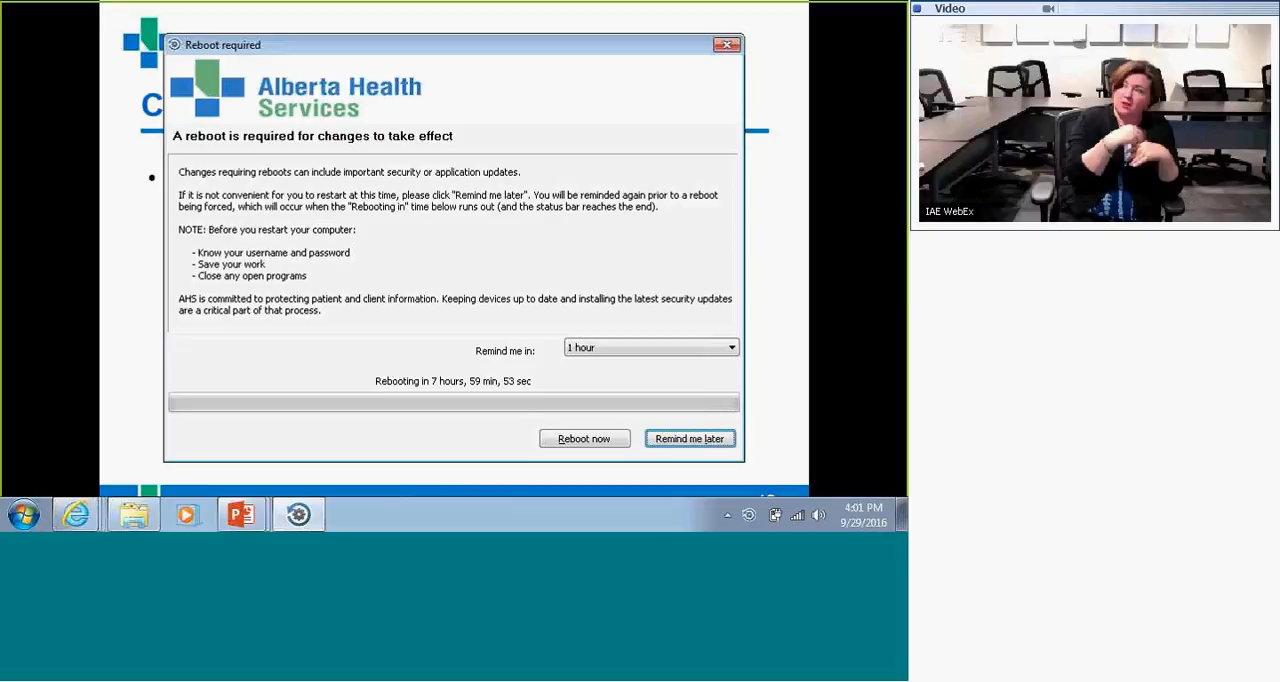 Video
Reboot required
Alberta Health
Services
C
A reboot is required for changes to take effect
Changes requiring reboots can include important security or application updates.
If it is not convenient for you to restart at this time, please click "Remind me later". You will be reminded again prior to a reboot
being forced, which will occur when the "Rebooting in" time below runs out (and the status bar reaches the end).
NOTE: Before you restart your computer:
- Know your username and password
- Save your work
- Close any open programs
AHS is committed to protecting patient and client information. Keeping devices up to date and installing the latest security updates
are a critical part of that process.
Remind me in:
1 hour
Rebooting in 7 hours, 59 min, 53 sec
Reboot now
Remind me later
4:01 PM
9/29/2016
IAE WebEx